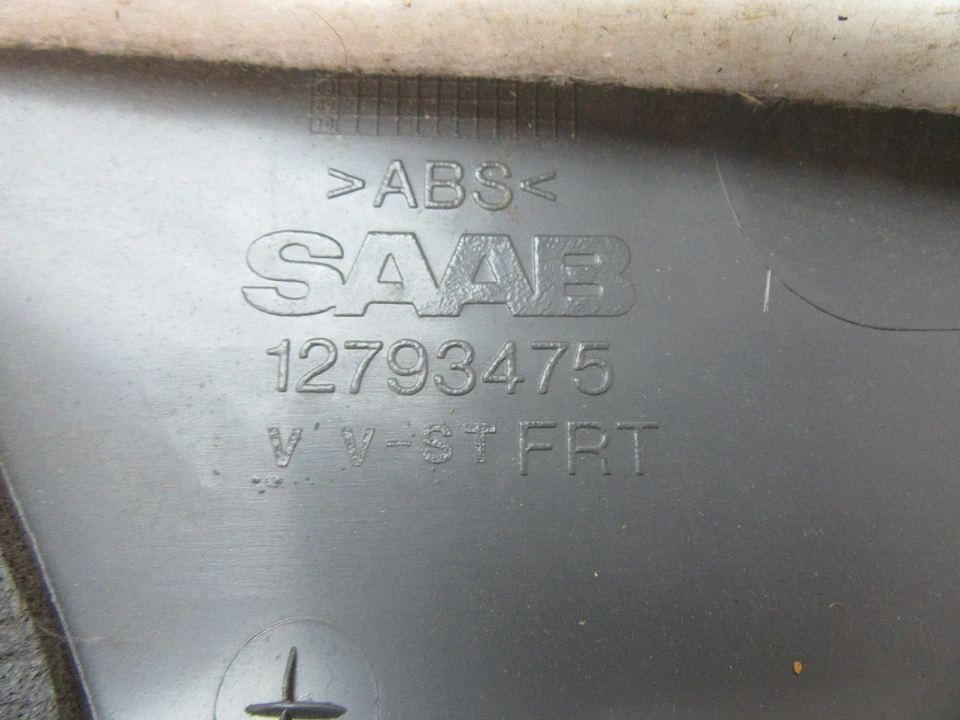 >ABS<
SAAB
12793475
V V-ST FRT